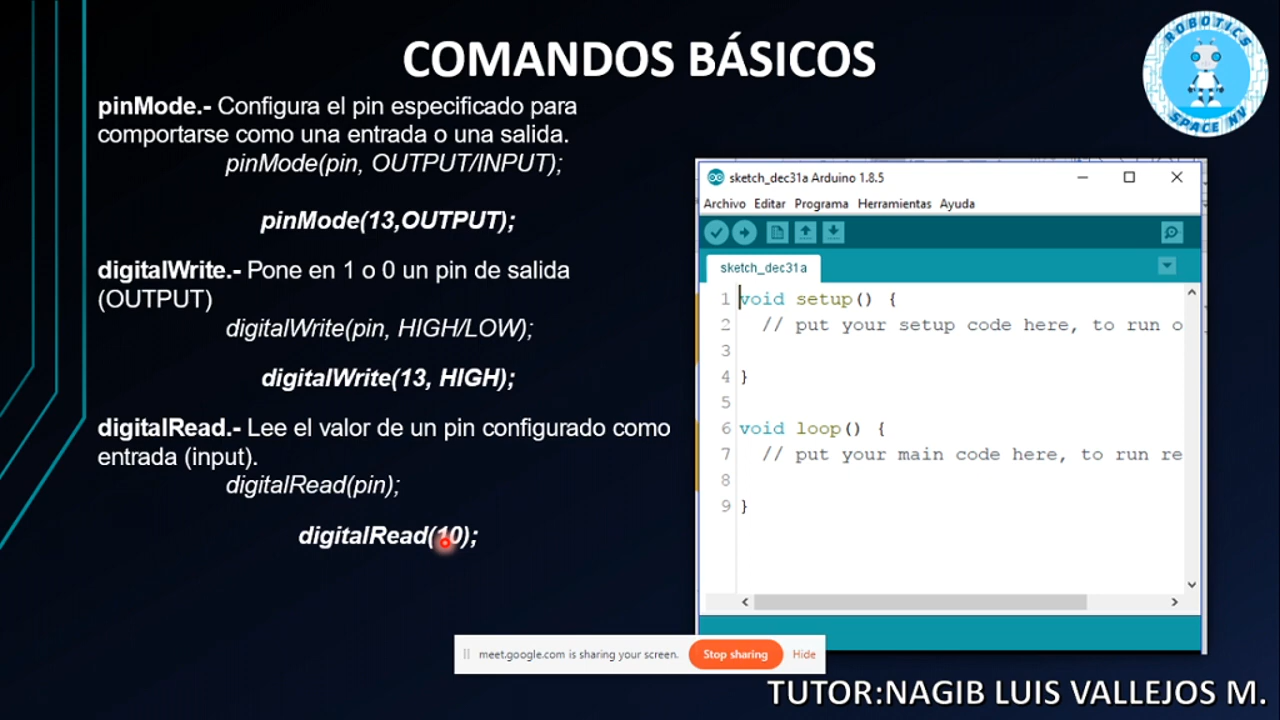 COMANDOS BÁSICOS
ROBOTICS
SPACE NV
pinMode.- Configura el pin especificado para
comportarse como una entrada o una salida.
pinMode(pin, OUTPUT/INPUT);
pinMode(13,OUTPUT);
digitalWrite.- Pone en 1 o 0 un pin de salida
(OUTPUT)
digitalWrite(pin, HIGH/LOW);
digitalWrite(13, HIGH);
digitalRead.- Lee el valor de un pin configurado como
entrada (input).
digitalRead(pin);
digitalRead(10);
sketch_dec31a Arduino 1.8.5
Archivo Editar Programa Herramientas Ayuda
sketch_dec31a
1 void setup() {
2 // put your setup code here, to run o
3
4 }
5
6 void loop() {
7 // put your main code here, to run re
8
9 }
meet.google.com is sharing your screen. Stop sharing Hide
TUTOR:NAGIB LUIS VALLEJOS M.